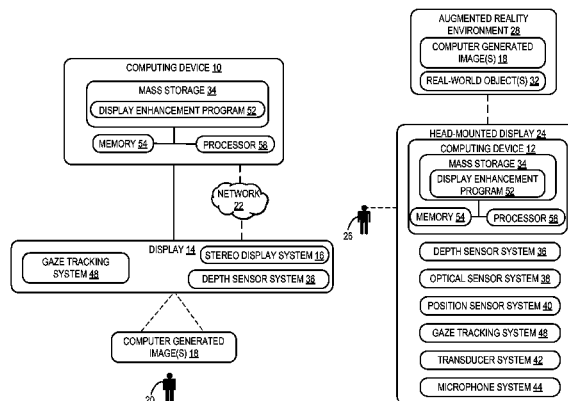 COMPUTING DEVICE 10
MASS STORAGE 34
DISPLAY ENHANCEMENT PROGRAM 52
MEMORY 54
PROCESSOR 58
NETWORK
22
DISPLAY 14
GAZE TRACKING
SYSTEM 48
STEREO DISPLAY SYSTEM 16
DEPTH SENSOR SYSTEM 36
COMPUTER GENERATED
IMAGE(S) 18
20
AUGMENTED REALITY
ENVIRONMENT 28
COMPUTER GENERATED
IMAGE(S) 18
REAL-WORLD OBJECT(S) 32
HEAD-MOUNTED DISPLAY 24
COMPUTING DEVICE 12
MASS STORAGE 34
DISPLAY ENHANCEMENT
PROGRAM 52
MEMORY 54
PROCESSOR 58
26
DEPTH SENSOR SYSTEM 36
OPTICAL SENSOR SYSTEM 38
POSITION SENSOR SYSTEM 40
GAZE TRACKING SYSTEM 48
TRANSDUCER SYSTEM 42
MICROPHONE SYSTEM 44